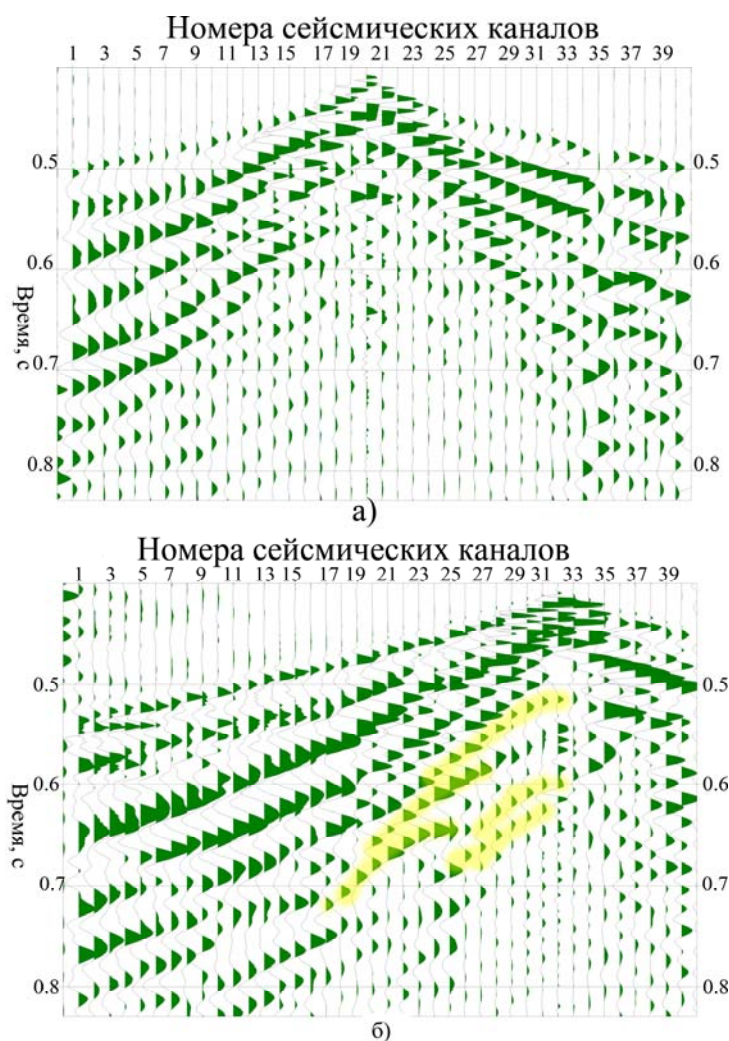 Номера сейсмических каналов
1 3 5 7 9 11 13 15 17 19 21 23 25 27 29 31 33 35 37 39
0.5 0.5
0.6 0.6
Время, с
0.7 0.7
0.8 0.8
а)
Номера сейсмических каналов
1 3 5 7 9 11 13 15 17 19 21 23 25 27 29 31 33 35 37 39
0.5 0.5
0.6 0.6
Время, с
0.7 0.7
0.8 0.8
б)